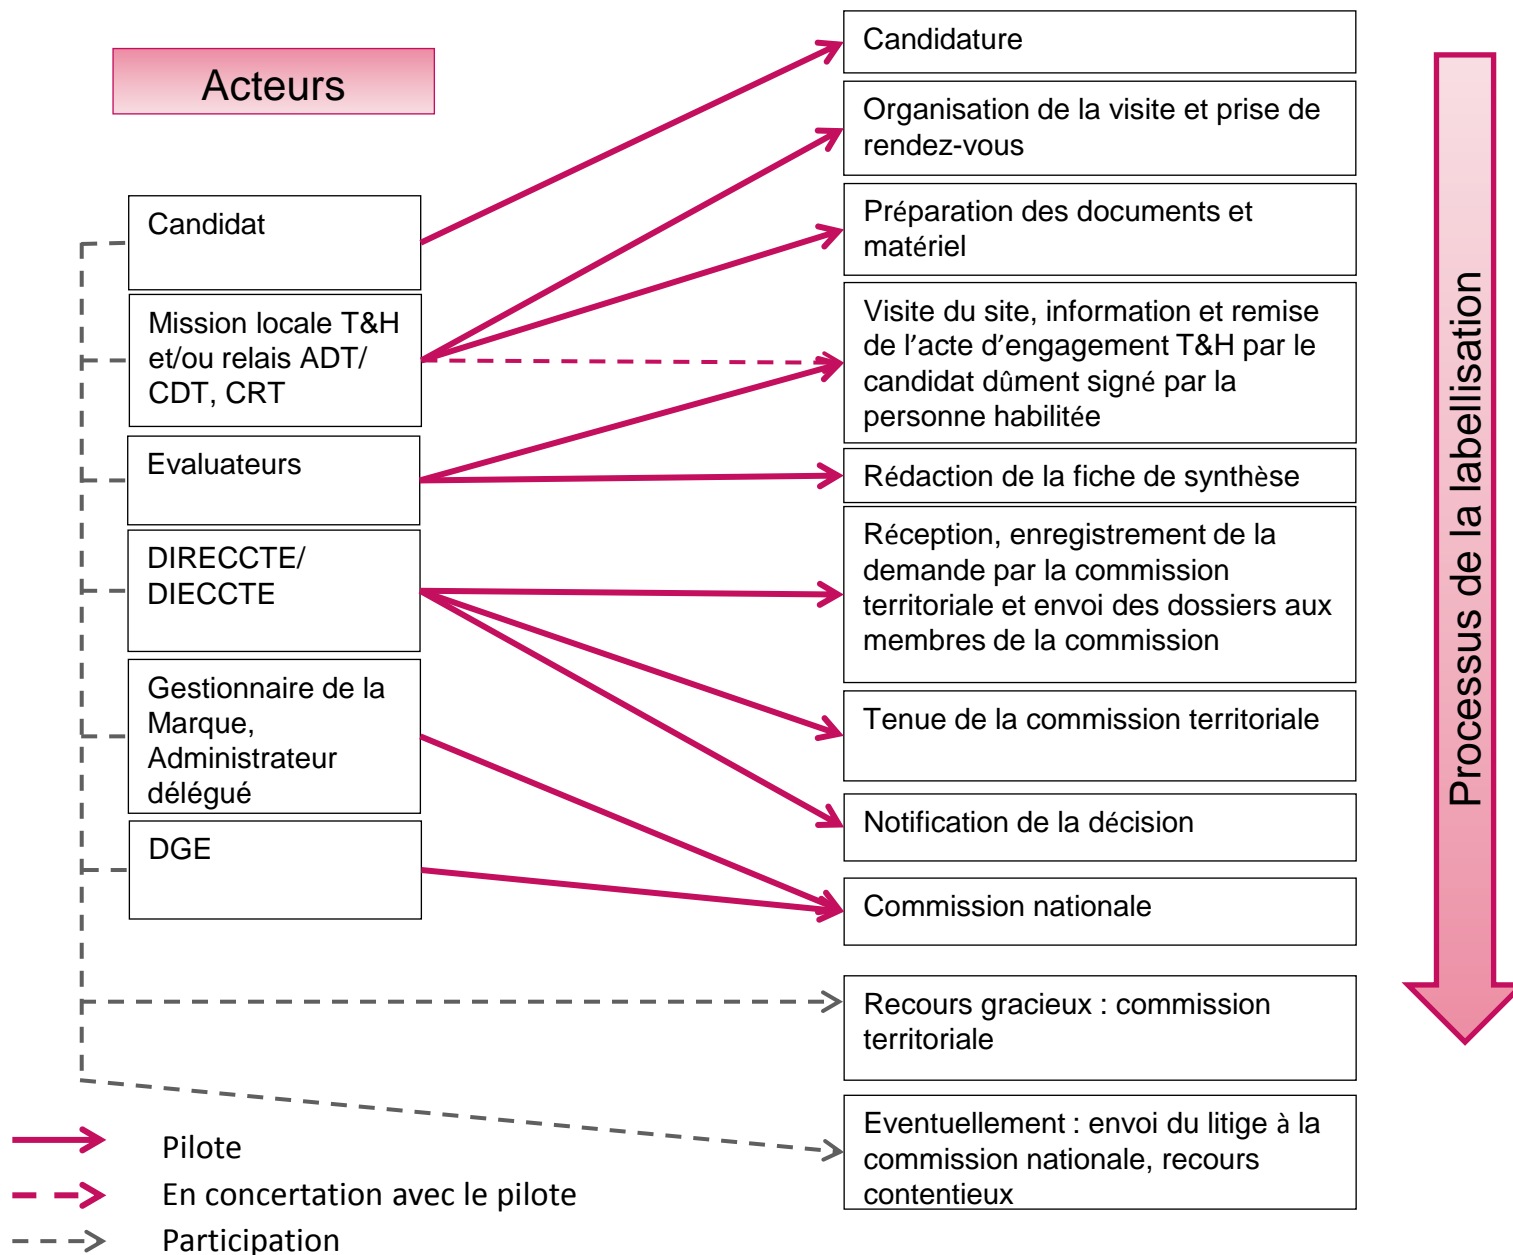 Acteurs
Candidat
Mission locale T&H
et/ou relais ADT/
CDT, CRT
Evaluateurs
DIRECCTE/
DIECCTE
Gestionnaire de la
Marque,
Administrateur
délégué
DGE
Candidature
Organisation de la visite et prise de
rendez-vous
Préparation des documents et
matériel
Visite du site, information et remise
de l’acte d’engagement T&H par le
candidat dûment signé par la
personne habilitée
Rédaction de la fiche de synthèse
Réception, enregistrement de la
demande par la commission
territoriale et envoi des dossiers aux
membres de la commission
Tenue de la commission territoriale
Notification de la décision
Commission nationale
Recours gracieux : commission
territoriale
Eventuellement : envoi du litige à la
commission nationale, recours
contentieux
Processus de la labellisation
Pilote
En concertation avec le pilote
Participation